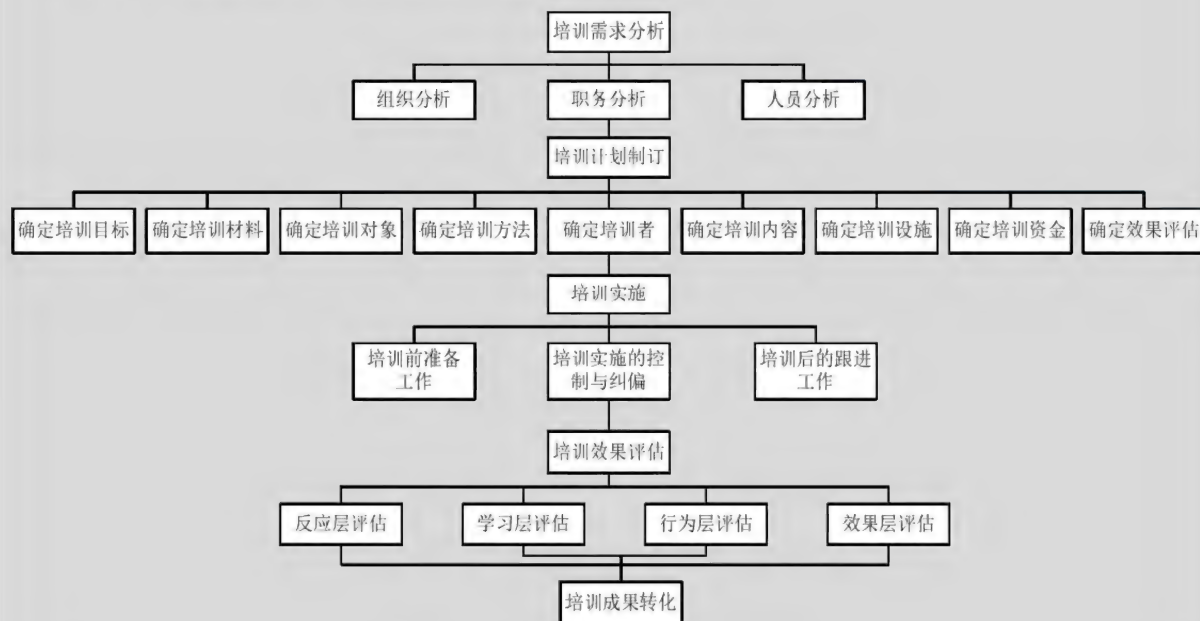 培训需求分析
组织分析
职务分析
人员分析
培训计划制订
确定培训目标
确定培训材料
确定培训对象
确定培训方法
确定培训者
确定培训内容
确定培训设施
确定培训资金
确定效果评估
培训实施
培训前准备
工作
培训实施的控
制与纠偏
培训后的跟进
工作
培训效果评估
反应层评估
学习层评估
行为层评估
效果层评估
培训成果转化